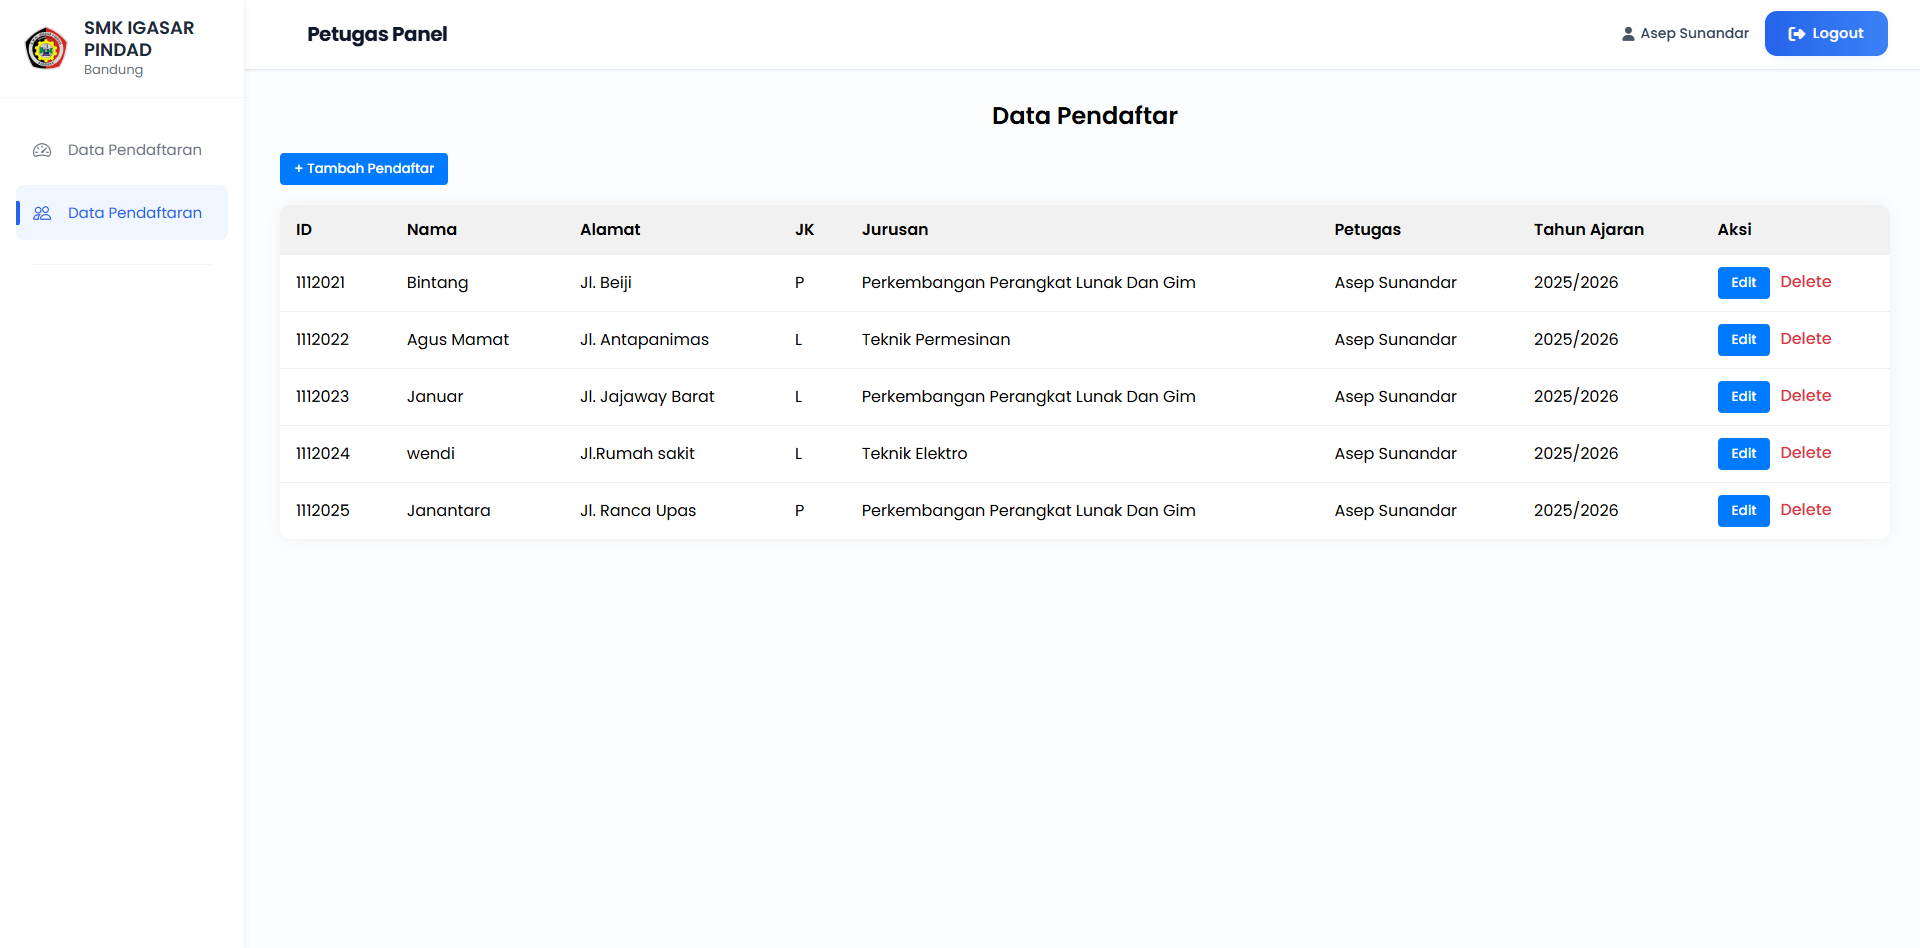 SMK IGASAR
PINDAD
Bandung
Petugas Panel
Asep Sunandar
Logout
Data Pendaftaran
Data Pendaftaran
Data Pendaftar
+ Tambah Pendaftar
ID Nama Alamat JK Jurusan Petugas Tahun Ajaran Aksi
1112021 Bintang Jl. Beiji P Perkembangan Perangkat Lunak Dan Gim Asep Sunandar 2025/2026 Edit Delete
1112022 Agus Mamat Jl. Antapanimas L Teknik Permesinan Asep Sunandar 2025/2026 Edit Delete
1112023 Januar Jl. Jajaway Barat L Perkembangan Perangkat Lunak Dan Gim Asep Sunandar 2025/2026 Edit Delete
1112024 wendi Jl.Rumah sakit L Teknik Elektro Asep Sunandar 2025/2026 Edit Delete
1112025 Janantara Jl. Ranca Upas P Perkembangan Perangkat Lunak Dan Gim Asep Sunandar 2025/2026 Edit Delete